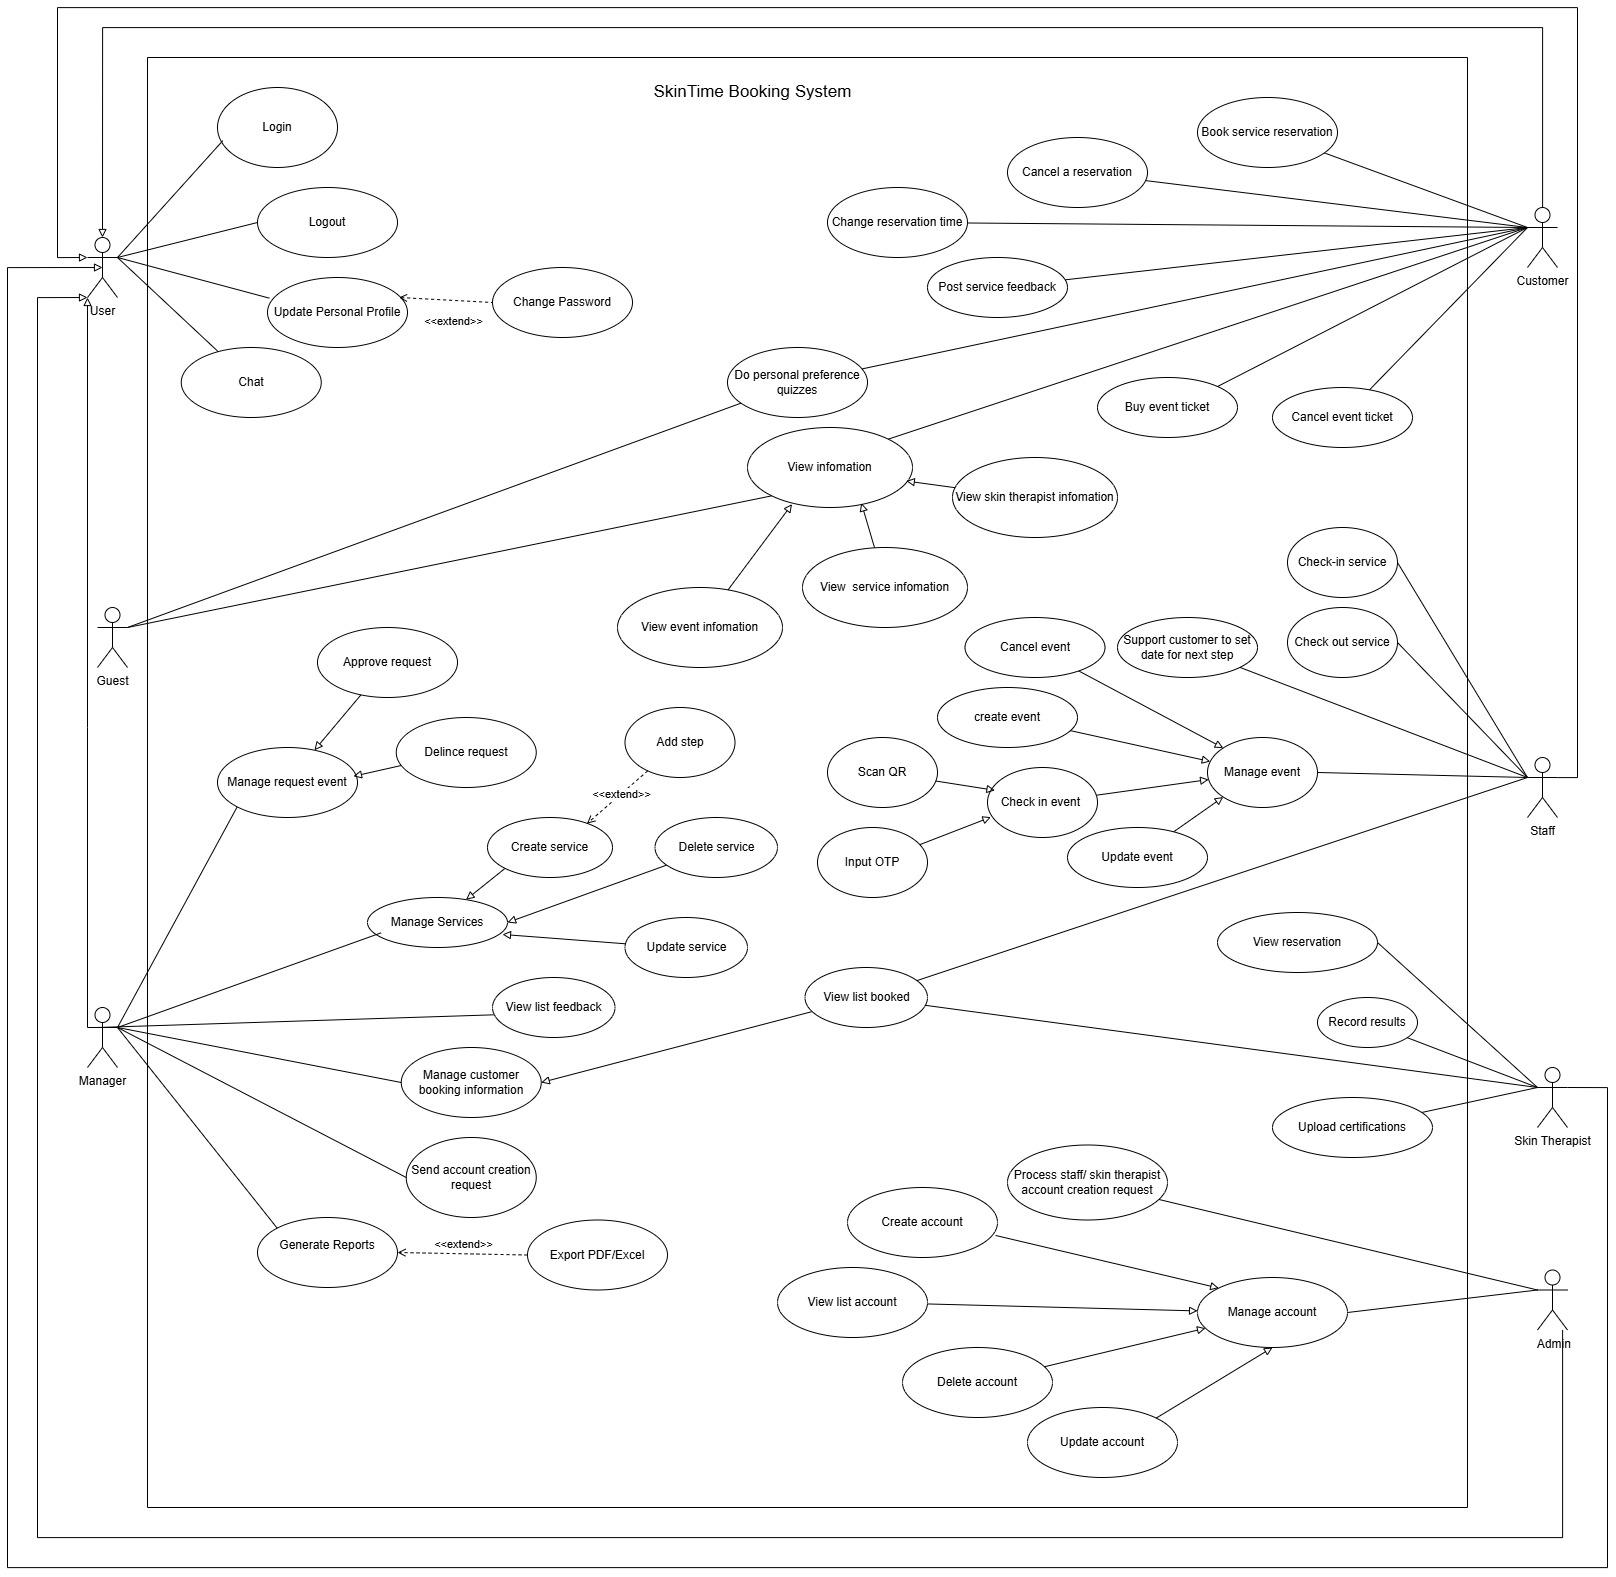 SkinTime Booking System
Login
Book service reservation
Cancel a reservation
Logout
Change reservation time
Customer
Post service feedback
User
Update Personal Profile
Change Password
<<extend>>
Chat
Do personal preference
quizzes
Buy event ticket
Cancel event ticket
View infomation
View skin therapist infomation
Check-in service
View  service infomation
View event infomation
Guest
Approve request
Cancel event
Support customer to set
date for next step
Check out service
create event
Delince request
Add step
Manage request event
Scan QR
Manage event
<<extend>>
Check in event
Staff
Create service
Delete service
Input OTP
Update event
Manage Services
Update service
View reservation
View list feedback
View list booked
Record results
Manager
Manage customer
booking information
Upload certifications
Skin Therapist
Send account creation
request
Process staff/ skin therapist
account creation request
Create account
Generate Reports
<<extend>>
Export PDF/Excel
View list account
Manage account
Admin
Delete account
Update account